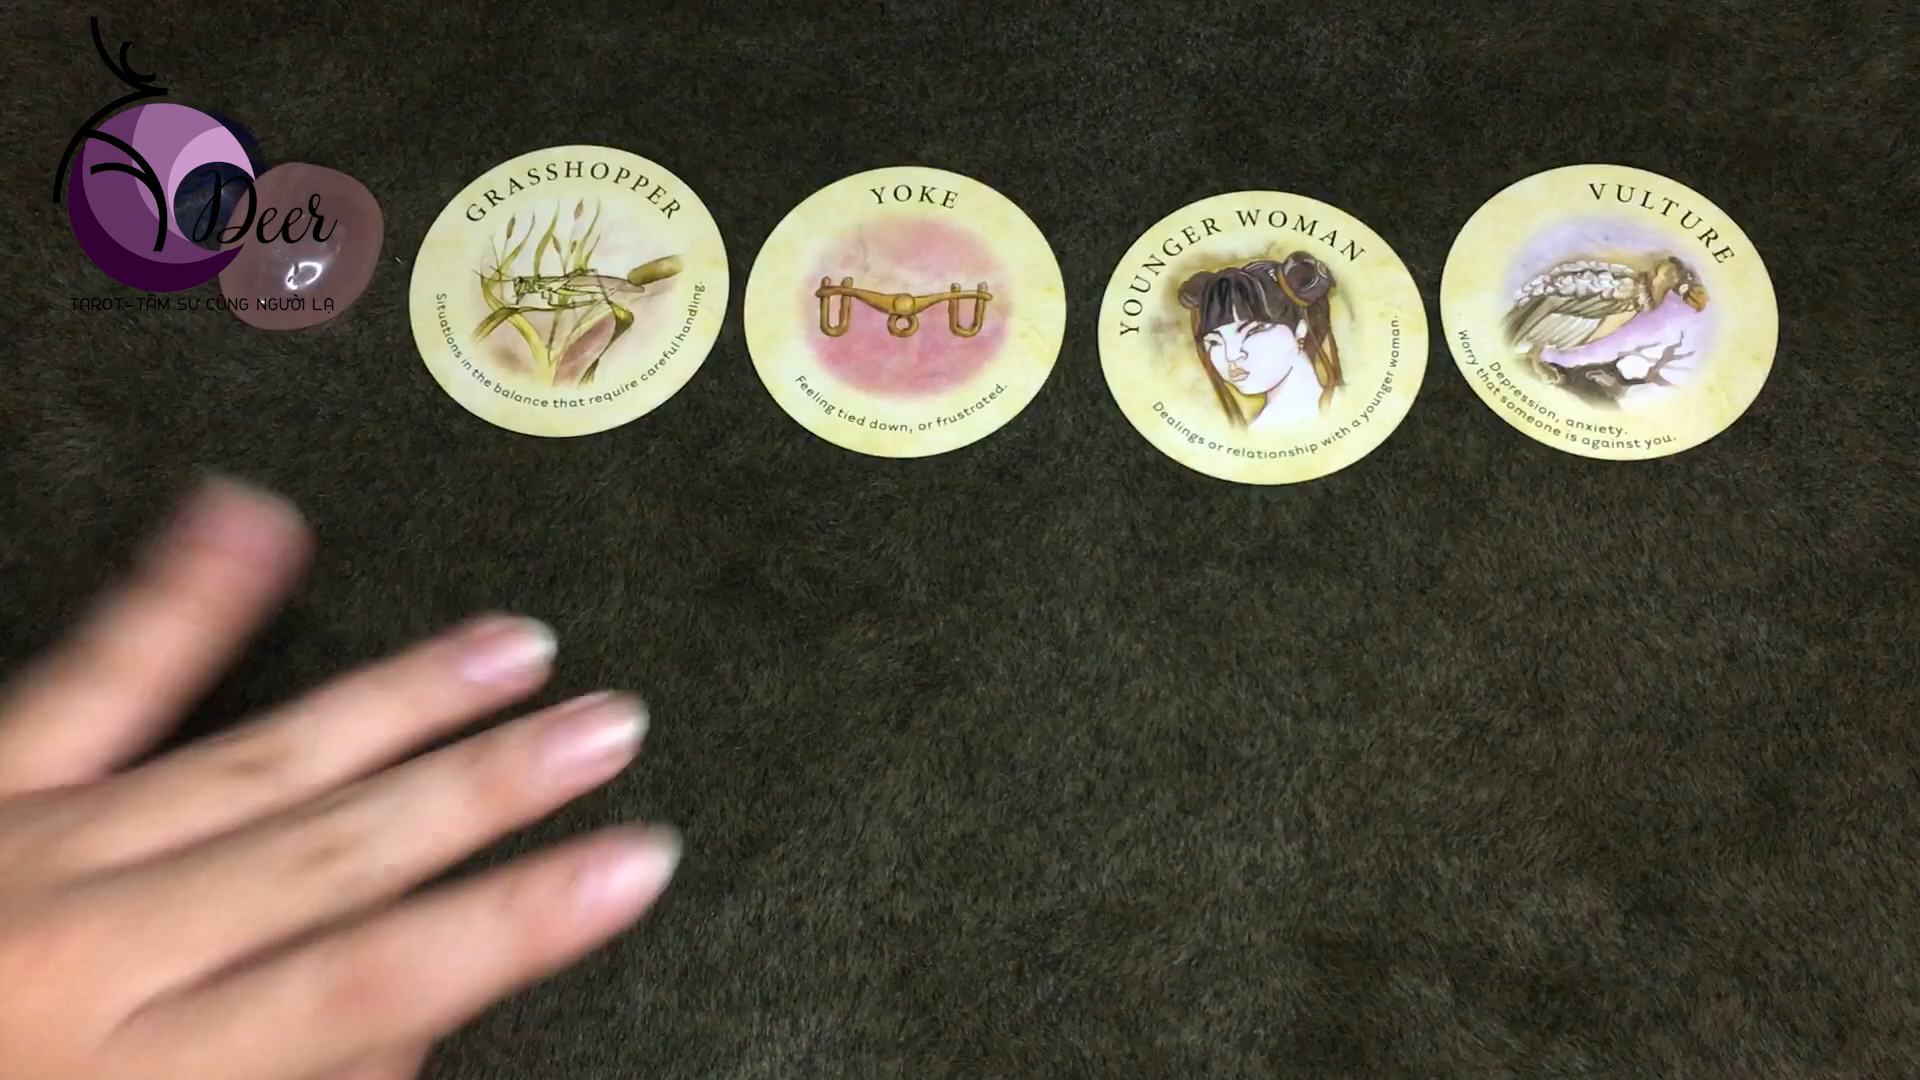 Deer
TAROT-TÂM SỰ CÙNG NGƯỜI LẠ
GRASSHOPPER
Situations in the balance that require careful handling.
YOKE
Feeling tied down, or frustrated.
YOUNGER WOMAN
Dealings or relationship with a younger woman.
VULTURE
Depression, anxiety.
Worry that someone is against you.